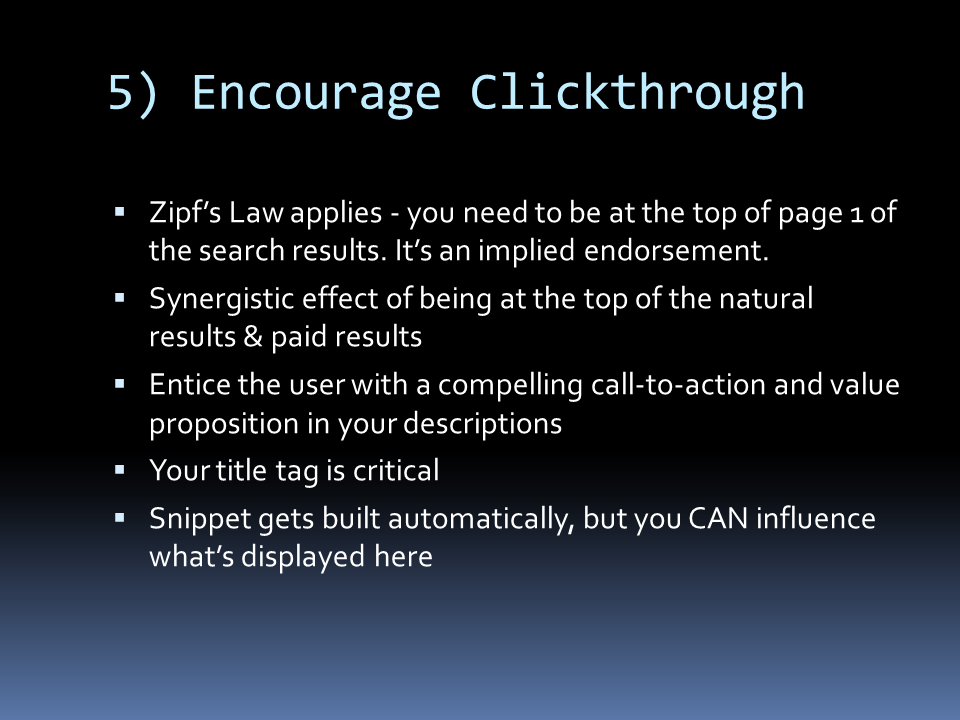 5) Encourage Clickthrough
▪ Zipf’s Law applies - you need to be at the top of page 1 of
the search results. It’s an implied endorsement.
▪ Synergistic effect of being at the top of the natural
results & paid results
▪ Entice the user with a compelling call-to-action and value
proposition in your descriptions
▪ Your title tag is critical
▪ Snippet gets built automatically, but you CAN influence
what’s displayed here